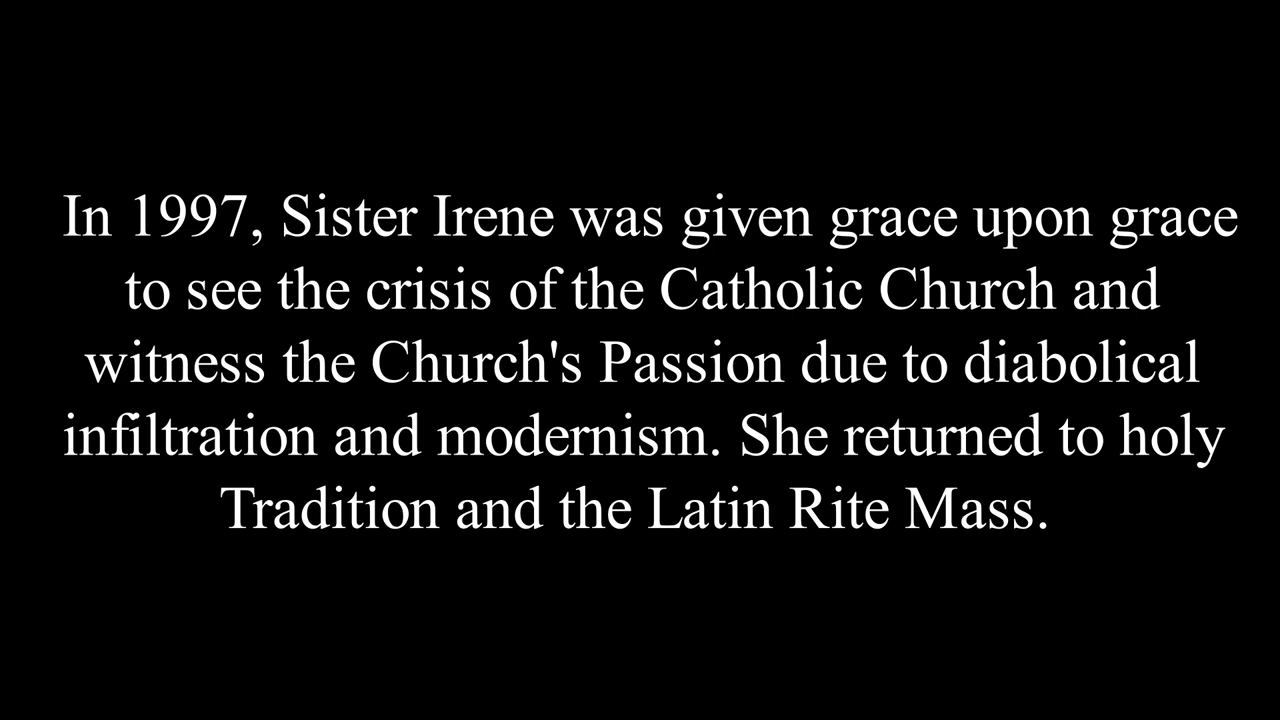 In 1997, Sister Irene was given grace upon grace
to see the crisis of the Catholic Church and
witness the Church's Passion due to diabolical
infiltration and modernism. She returned to holy
Tradition and the Latin Rite Mass.